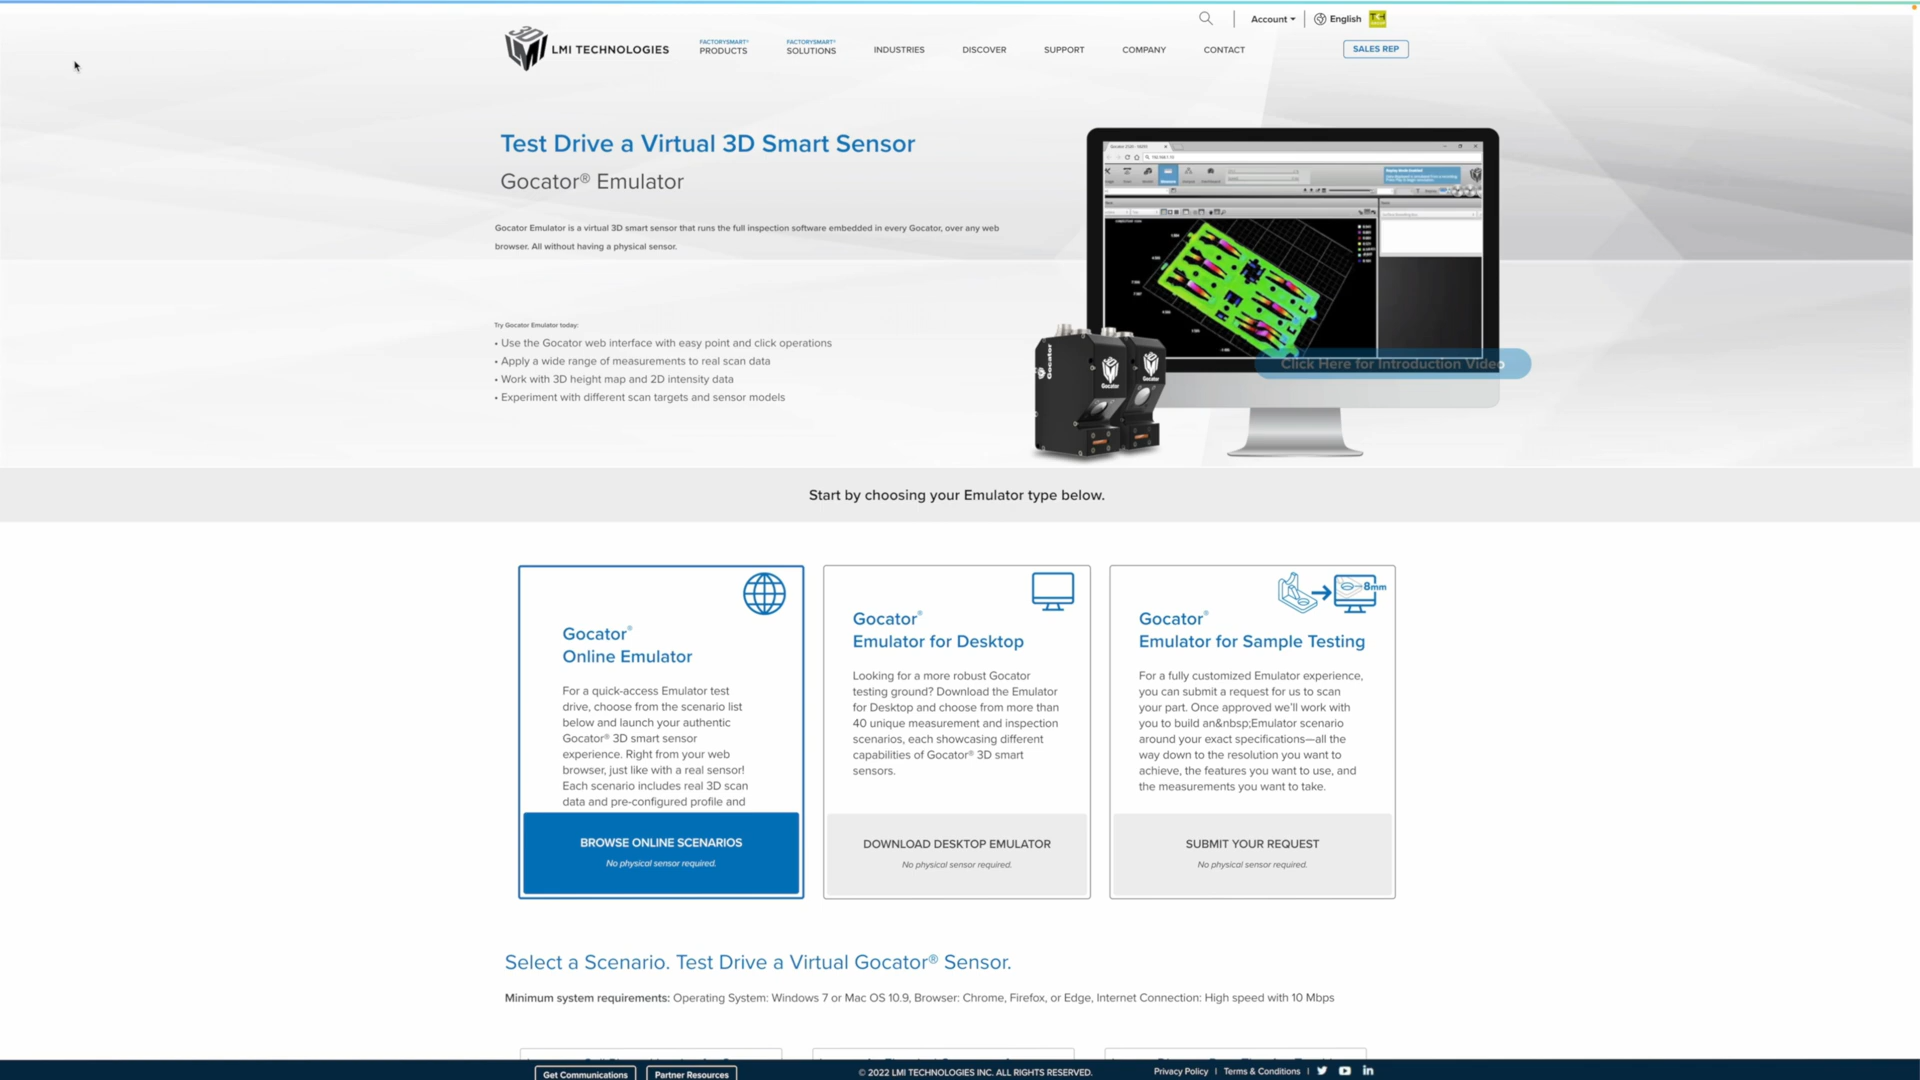 Account
English
LMI TECHNOLOGIES
FACTORYSMART®
PRODUCTS
FACTORYSMART®
SOLUTIONS
INDUSTRIES
DISCOVER
SUPPORT
COMPANY
CONTACT
SALES REP
Test Drive a Virtual 3D Smart Sensor
Gocator® Emulator
Gocator Emulator is a virtual 3D smart sensor that runs the full inspection software embedded in every Gocator, over any web
browser. All without having a physical sensor.
Try Gocator Emulator today:
• Use the Gocator web interface with easy point and click operations
• Apply a wide range of measurements to real scan data
• Work with 3D height map and 2D intensity data
• Experiment with different scan targets and sensor models
Gocator
Gocator
Gocator
Click Here for Introduction Video
Start by choosing your Emulator type below.
Gocator®
Online Emulator
For a quick-access Emulator test
drive, choose from the scenario list
below and launch your authentic
Gocator® 3D smart sensor
experience. Right from your web
browser, just like with a real sensor!
Each scenario includes real 3D scan
data and pre-configured profile and
BROWSE ONLINE SCENARIOS
No physical sensor required.
Gocator®
Emulator for Desktop
Looking for a more robust Gocator
testing ground? Download the Emulator
for Desktop and choose from more than
40 unique measurement and inspection
scenarios, each showcasing different
capabilities of Gocator® 3D smart
sensors.
DOWNLOAD DESKTOP EMULATOR
No physical sensor required.
8mm
Gocator®
Emulator for Sample Testing
For a fully customized Emulator experience,
you can submit a request for us to scan
your part. Once approved we'll work with
you to build an&nbsp;Emulator scenario
around your exact specifications—all the
way down to the resolution you want to
achieve, the features you want to use, and
the measurements you want to take.
SUBMIT YOUR REQUEST
No physical sensor required.
Select a Scenario. Test Drive a Virtual Gocator® Sensor.
Minimum system requirements: Operating System: Windows 7 or Mac OS 10.9, Browser: Chrome, Firefox, or Edge, Internet Connection: High speed with 10 Mbps
Get Communications
Partner Resources
© 2022 LMI TECHNOLOGIES INC. ALL RIGHTS RESERVED.
Privacy Policy | Terms & Conditions |